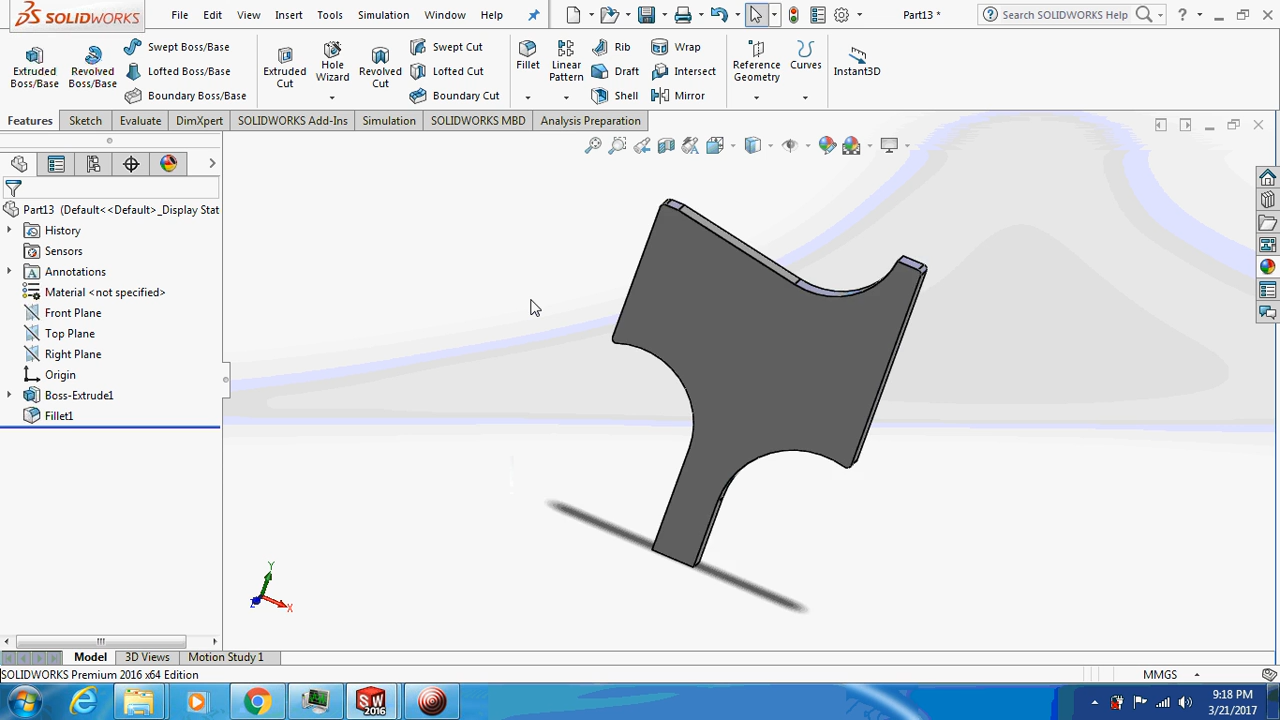 SOLIDWORKS File Edit View Insert Tools Simulation Window Help Part13 * Search SOLIDWORKS Help ?
Extruded Boss/Base
Revolved Boss/Base
Swept Boss/Base
Lofted Boss/Base
Boundary Boss/Base
Extruded Cut
Hole Wizard
Revolved Cut
Swept Cut
Lofted Cut
Boundary Cut
Fillet
Linear Pattern
Rib
Draft
Shell
Wrap
Intersect
Mirror
Reference Geometry
Curves
Instant3D
Features Sketch Evaluate DimXpert SOLIDWORKS Add-Ins Simulation SOLIDWORKS MBD Analysis Preparation
Part13 (Default<<Default>_Display Stat
History
Sensors
A Annotations
Material <not specified>
Front Plane
Top Plane
Right Plane
Origin
Boss-Extrude1
Fillet1
Y
X
Z
Model 3D Views Motion Study 1
SOLIDWORKS Premium 2016 x64 Edition MMGS
SW 2016
9:18 PM
3/21/2017